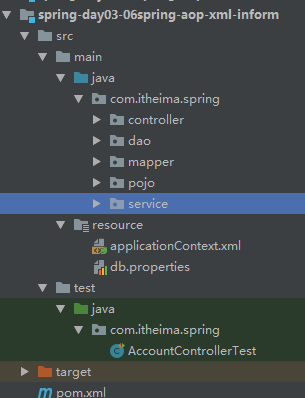 spring-day03-06spring-aop-xml-inform
src
main
java
com.itheima.spring
controller
dao
mapper
pojo
service
resource
applicationContext.xml
db.properties
test
java
com.itheima.spring
AccountControllerTest
target
pom.xml